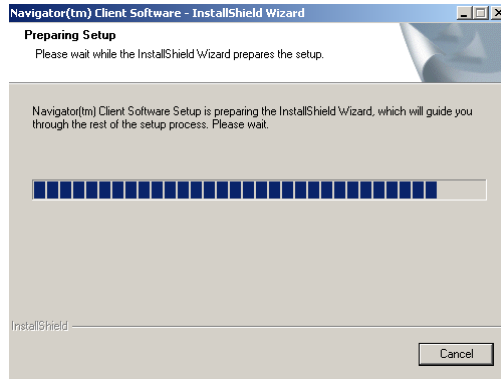 Navigator(tm) Client Software - InstallShield Wizard
Preparing Setup
Please wait while the InstallShield Wizard prepares the setup.
Navigator(tm) Client Software Setup is preparing the InstallShield Wizard, which will guide you
through the rest of the setup process. Please wait.
InstallShield
Cancel